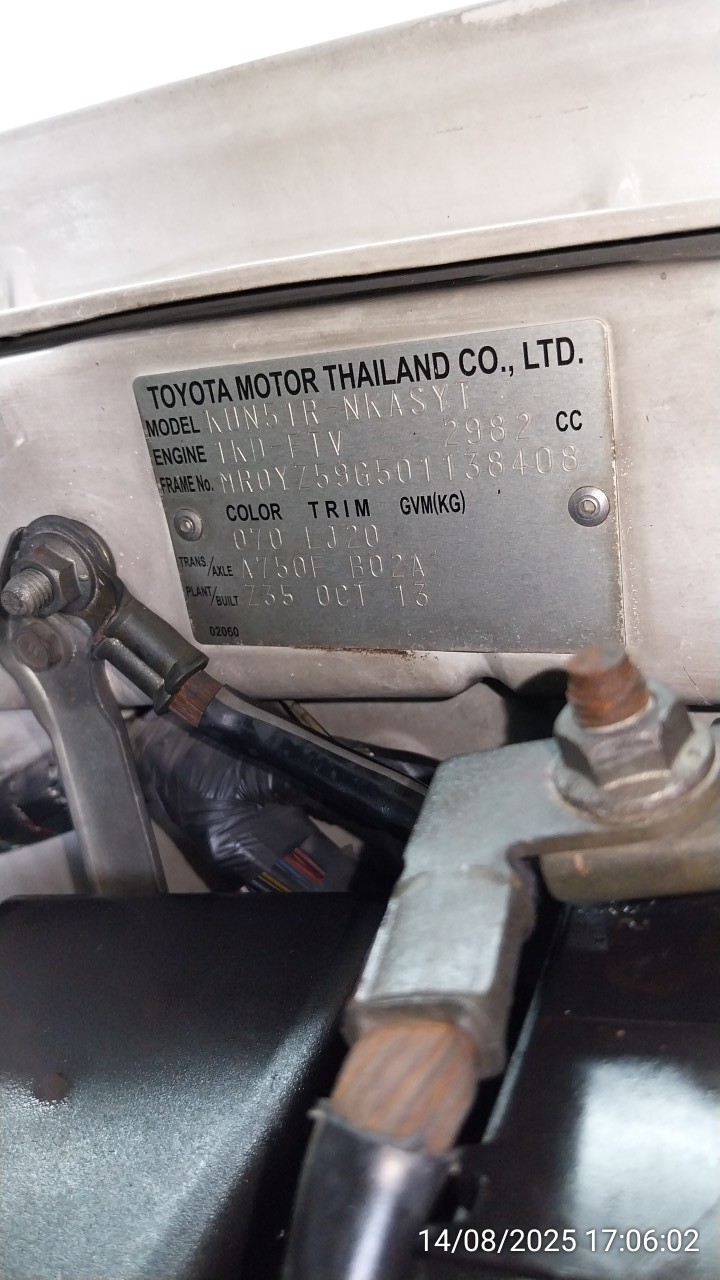 TOYOTA MOTOR THAILAND CO., LTD.
MODEL KUN51R-NKASYT
ENGINE 1KD-FTV 2982 CC
FRAME No. MR0YZ59G501138408
COLOR TRIM GVM(KG)
070 LJ20
TRANS./AXLE A750F B02A
PLANT/BUILT Z35 OCT 13
02060
14/08/2025 17:06:02